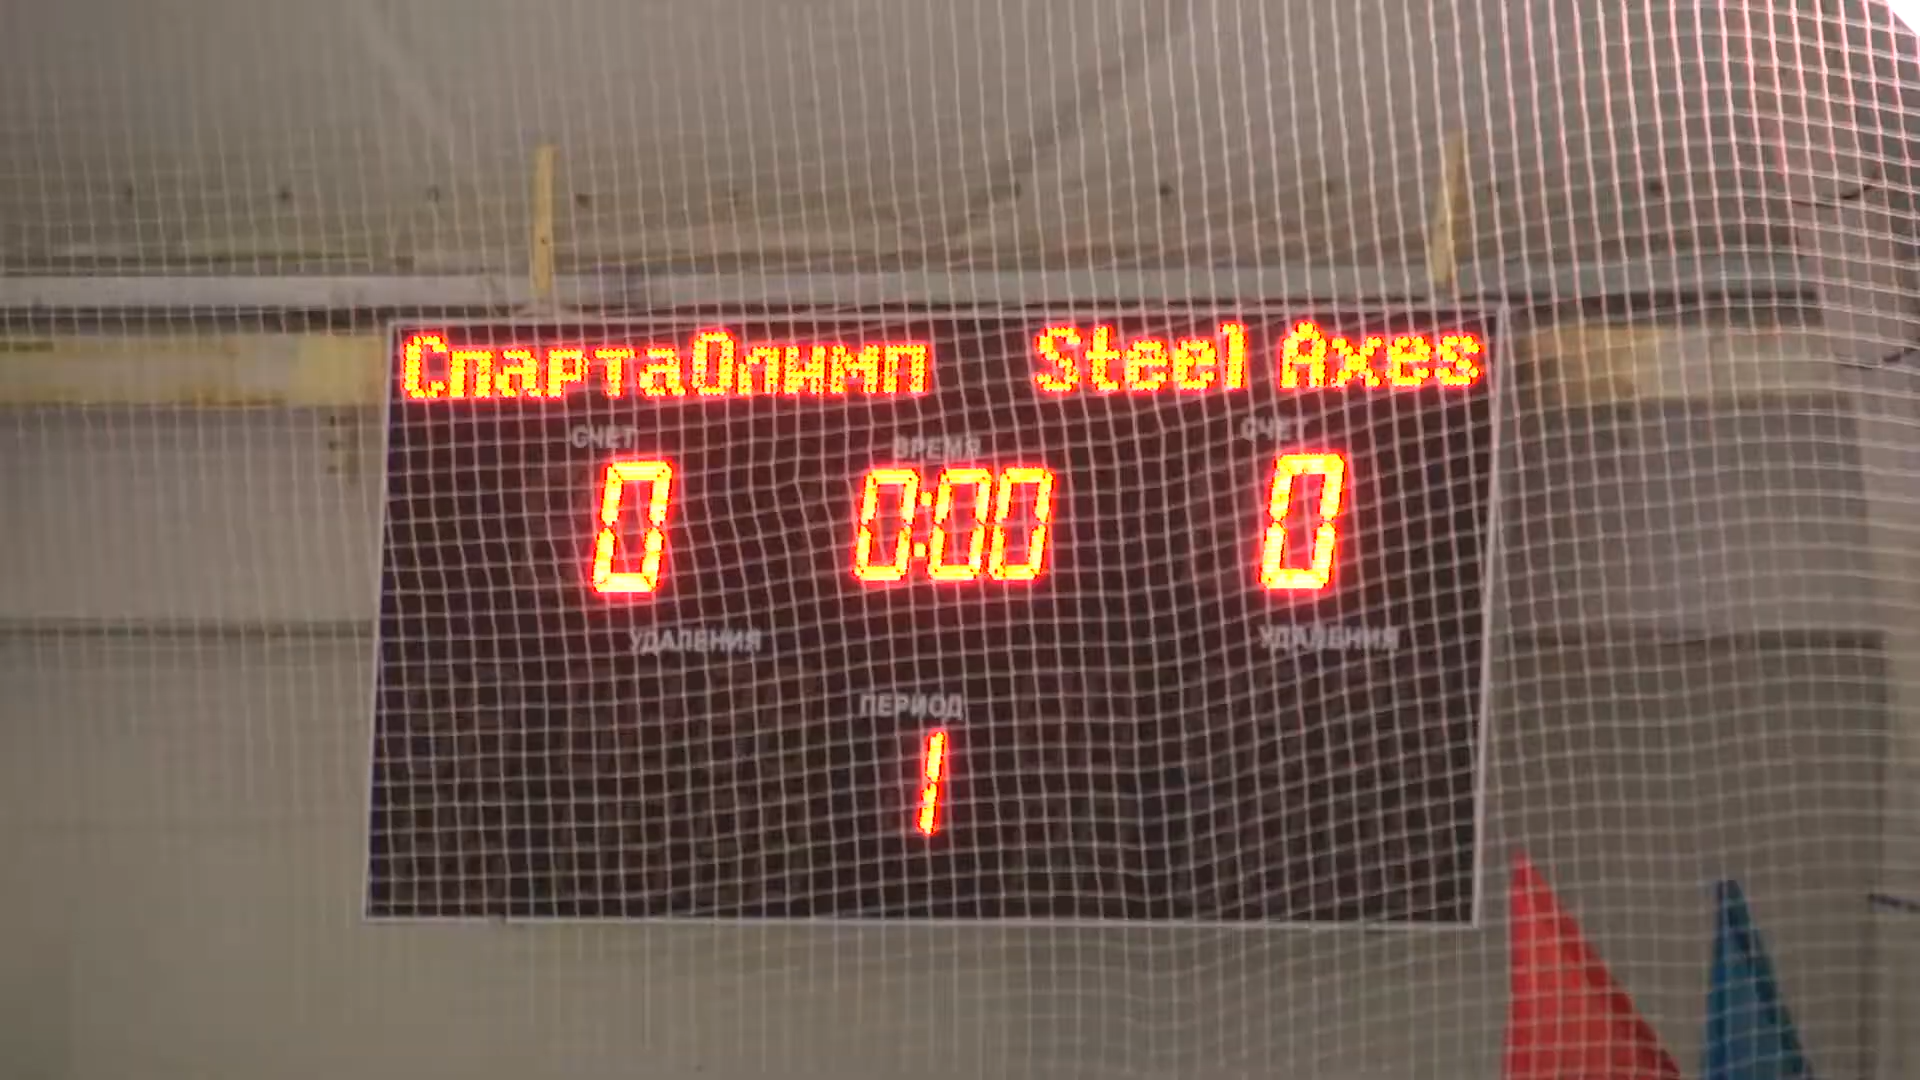 СпартаОлимп Steel Axes
СЧЕТ ВРЕМЯ СЧЕТ
0 0:00 0
УДАЛЕНИЯ УДАЛЕНИЯ
ПЕРИОД
1